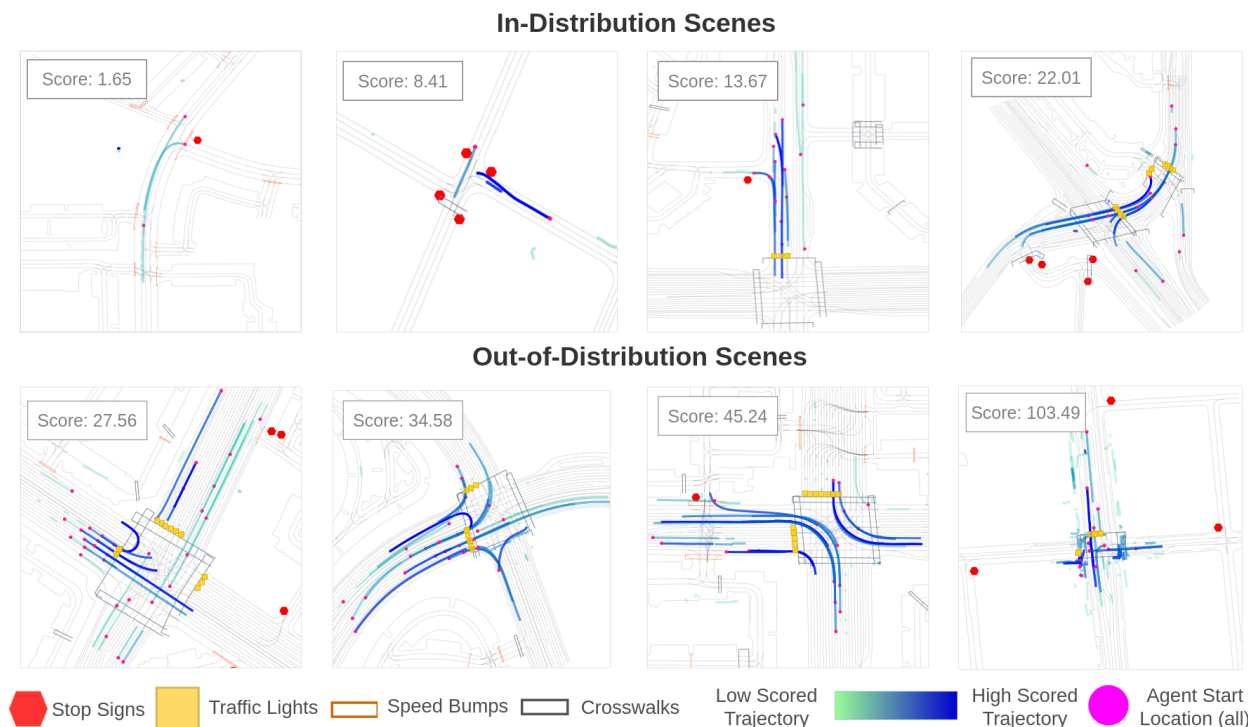 In-Distribution Scenes
Score: 1.65
Score: 8.41
Score: 13.67
Score: 22.01
Out-of-Distribution Scenes
Score: 27.56
Score: 34.58
Score: 45.24
Score: 103.49
Stop Signs
Traffic Lights
Speed Bumps
Crosswalks
Low Scored
Trajectory
High Scored
Trajectory
Agent Start
Location (all)